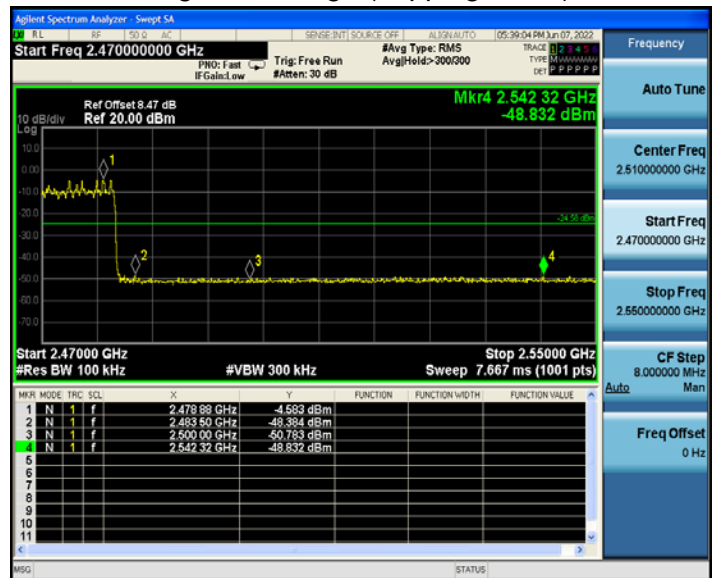 Agilent Spectrum Analyzer - Swept SA
RL RF 50 Ω AC SENSE:INT SOURCE OFF ALIGNAUTO 05:39:04 PM Jun 07, 2022
Start Freq 2.470000000 GHz
PNO: Fast
IFGain:Low
Trig: Free Run
#Atten: 30 dB
#Avg Type: RMS
Avg|Hold:>300/300
TRACE 1 2 3 4 5 6
TYPE M
DET P P P P P P
Frequency
Auto Tune
Center Freq
2.510000000 GHz
Start Freq
2.470000000 GHz
Stop Freq
2.550000000 GHz
CF Step
8.000000 MHz
Auto Man
Freq Offset
0 Hz
Mkr4 2.542 32 GHz
-48.832 dBm
Ref Offset 8.47 dB
10 dB/div Ref 20.00 dBm
Log
10.0
0.00
-10.0
-20.0
-30.0
-40.0
-50.0
-60.0
-70.0
1
2
3
4
-24.58 dBm
Start 2.47000 GHz Stop 2.55000 GHz
#Res BW 100 kHz #VBW 300 kHz Sweep 7.667 ms (1001 pts)
MKR MODE TRC SCL X Y FUNCTION FUNCTION WIDTH FUNCTION VALUE
1 N 1 f 2.478 88 GHz -4.583 dBm
2 N 1 f 2.483 50 GHz -48.384 dBm
3 N 1 f 2.500 00 GHz -50.783 dBm
4 N 1 f 2.542 32 GHz -48.832 dBm
5
6
7
8
9
10
11
MSG STATUS